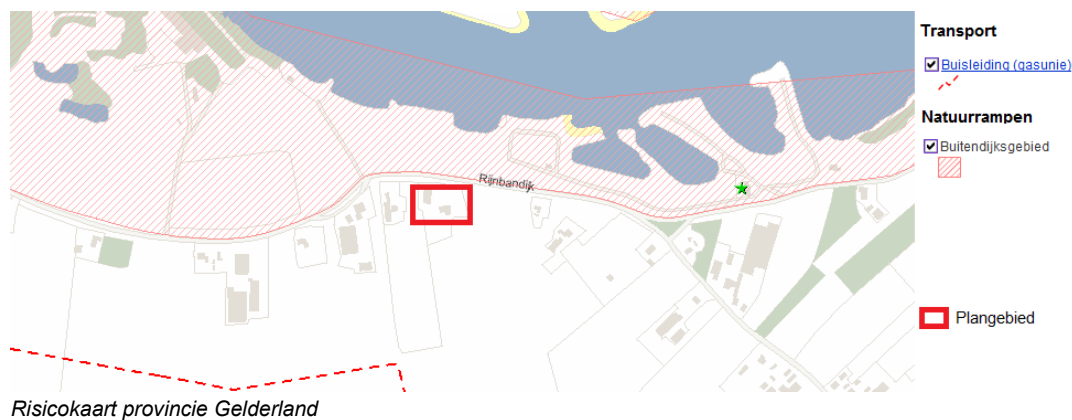 Transport
Buisleiding (gasunie)
Natuurrampen
Buitendijksgebied
Rijnbandijk
Plangebied
Risicokaart provincie Gelderland